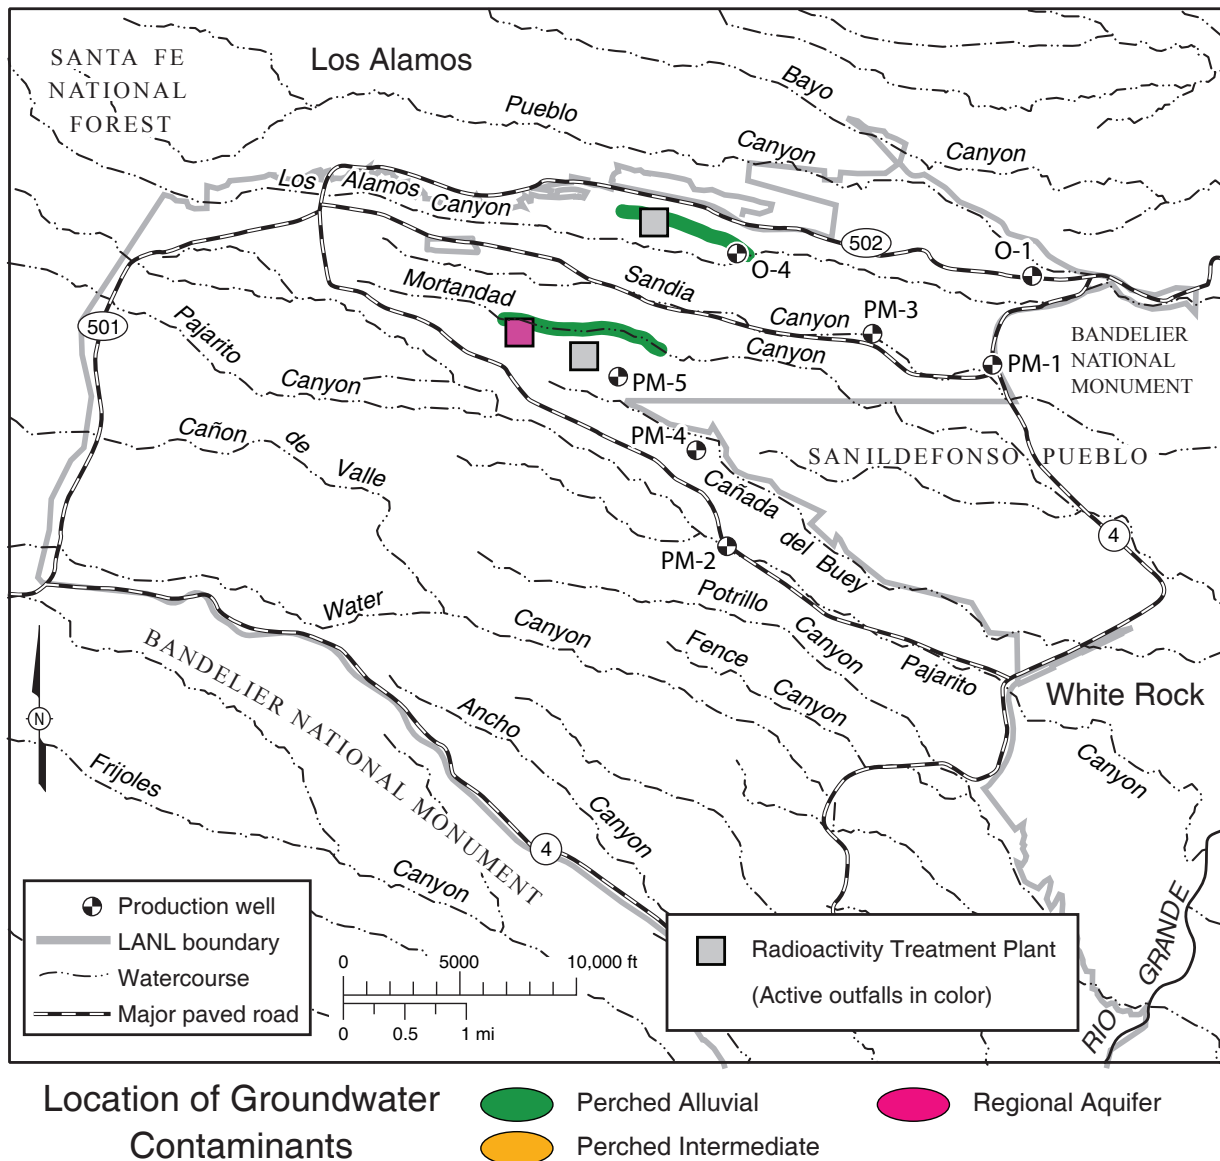 SANTA FE
NATIONAL
FOREST
Los Alamos
Bayo
Pueblo
Canyon
Canyon
Los Alamos
Canyon
502
O-1
O-4
Sandia
Mortandad
Canyon
PM-3
501
Pajarito
Canyon
BANDELIER
NATIONAL
MONUMENT
PM-1
Canyon
PM-5
Cañon de Valle
PM-4
SAN ILDEFONSO PUEBLO
Cañada del Buey
4
PM-2
Water
Canyon
Potrillo
Canyon
Fence
Canyon
Pajarito
White Rock
BANDELIER NATIONAL MONUMENT
N
Ancho
Canyon
Canyon
Frijoles
Canyon
4
RIO GRANDE
Production well
LANL boundary
Watercourse
Major paved road
0 5000 10,000 ft
0 0.5 1 mi
Radioactivity Treatment Plant
(Active outfalls in color)
Location of Groundwater
Contaminants
Perched Alluvial
Regional Aquifer
Perched Intermediate